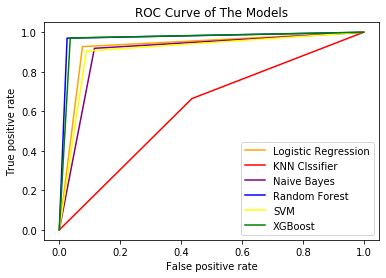 ROC Curve of The Models
True positive rate
1.0
0.8
0.6
0.4
0.2
0.0
Logistic Regression
KNN Clssifier
Naive Bayes
Random Forest
SVM
XGBoost
0.0 0.2 0.4 0.6 0.8 1.0
False positive rate